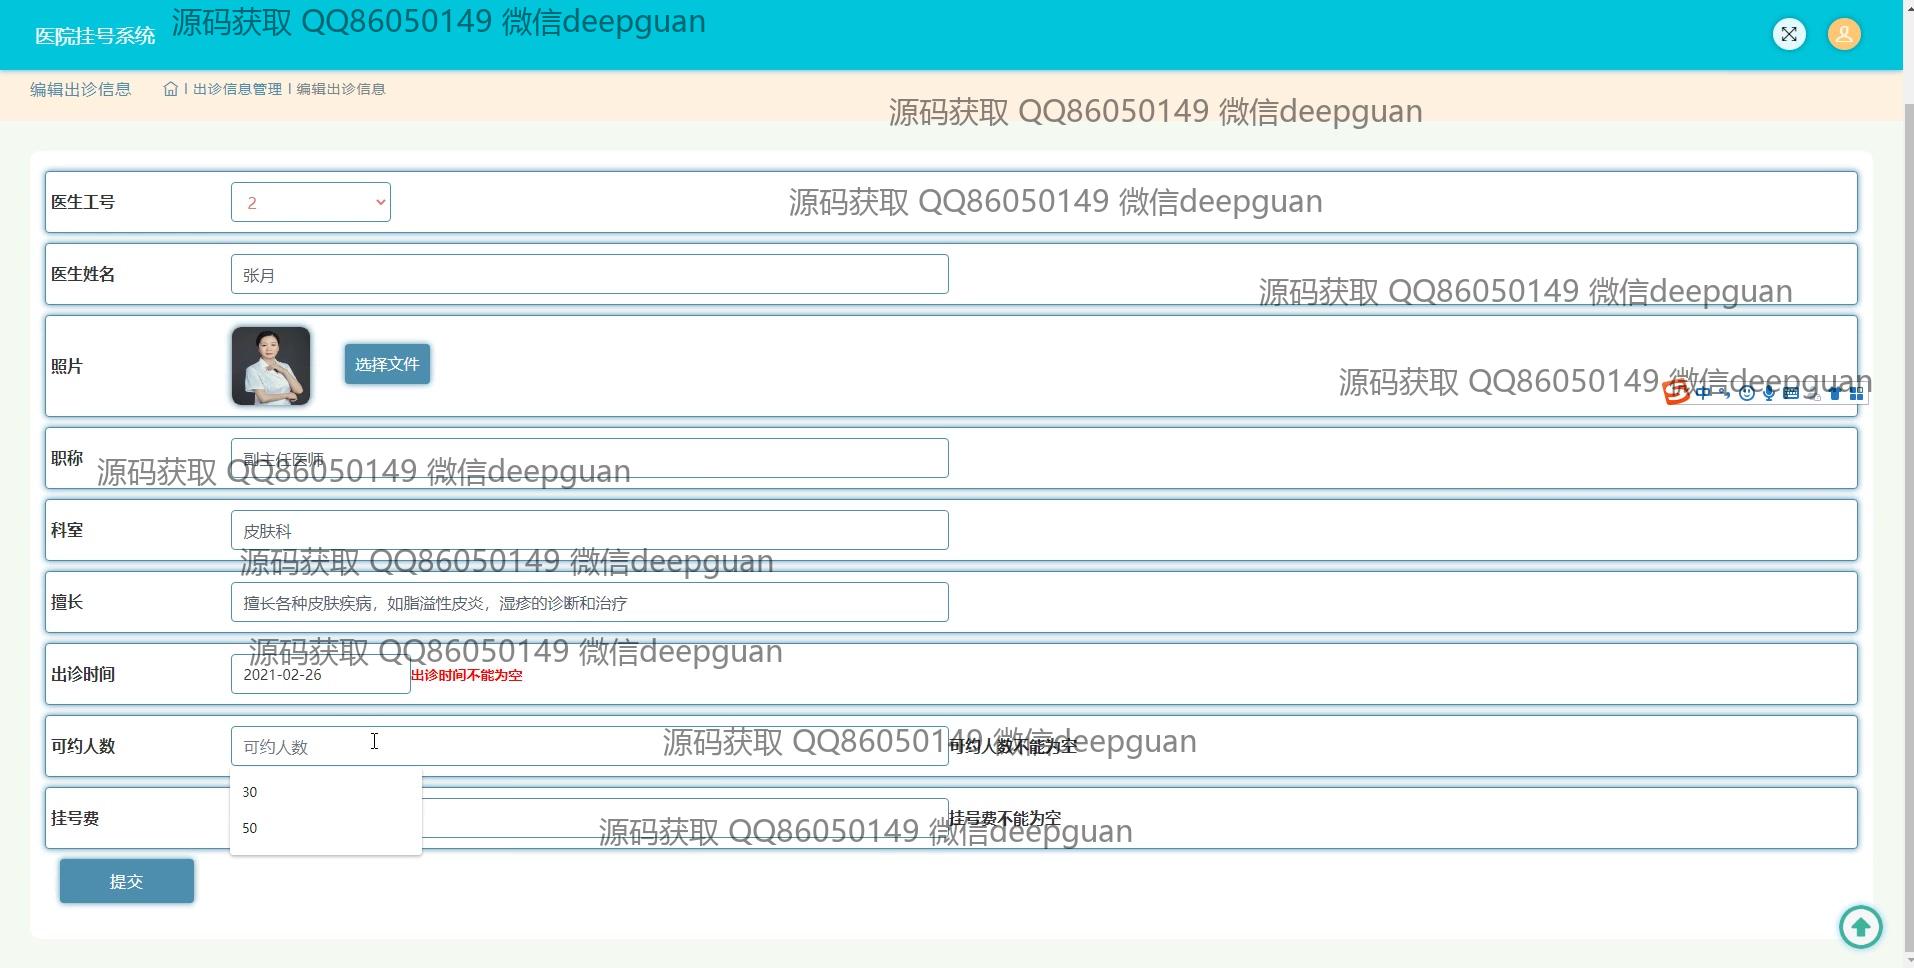 医院挂号系统
源码获取 QQ86050149 微信deepguan
编辑出诊信息
出诊信息管理 | 编辑出诊信息
源码获取 QQ86050149 微信deepguan
医生工号
2
源码获取 QQ86050149 微信deepguan
医生姓名
张月
源码获取 QQ86050149 微信deepguan
照片
选择文件
源码获取 QQ86050149 微信deepguan
中
职称
副主任医师
源码获取 QQ86050149 微信deepguan
科室
皮肤科
源码获取 QQ86050149 微信deepguan
擅长
擅长各种皮肤疾病，如脂溢性皮炎，湿疹的诊断和治疗
源码获取 QQ86050149 微信deepguan
出诊时间
2021-02-26
出诊时间不能为空
可约人数
可约人数
源码获取 QQ86050149 微信deepguan
可约人数不能为空
30
50
挂号费
挂号费不能为空
源码获取 QQ86050149 微信deepguan
提交